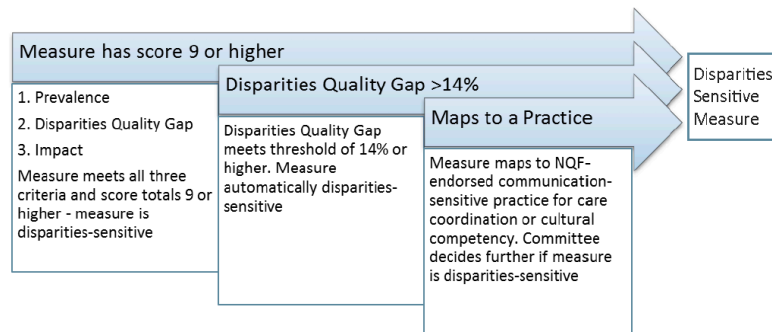 Measure has score 9 or higher
1. Prevalence
2. Disparities Quality Gap
3. Impact
Measure meets all three
criteria and score totals 9 or
higher - measure is
disparities-sensitive
Disparities Quality Gap >14%
Disparities Quality Gap
meets threshold of 14% or
higher. Measure
automatically disparities-
sensitive
Maps to a Practice
Measure maps to NQF-
endorsed communication-
sensitive practice for care
coordination or cultural
competency. Committee
decides further if measure
is disparities-sensitive
Disparities
Sensitive
Measure